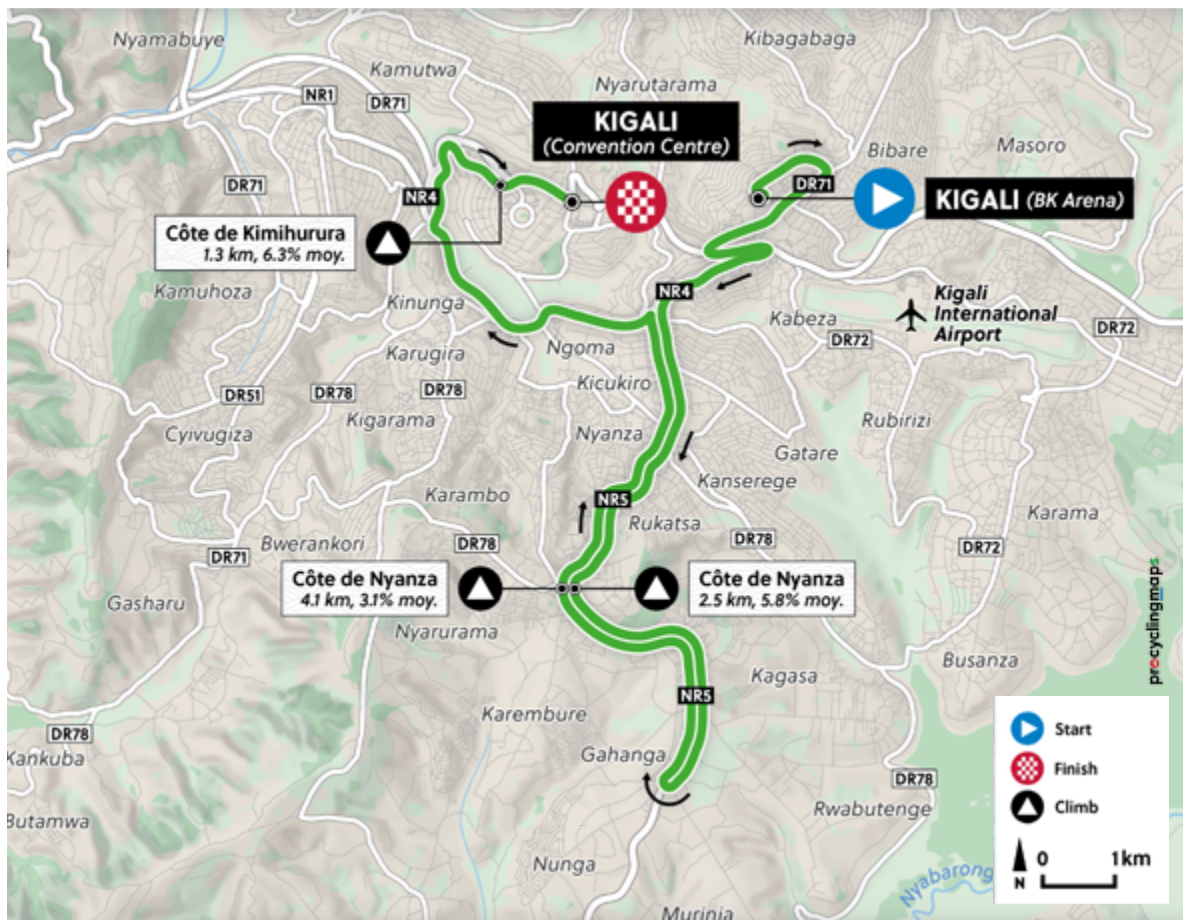 Nyamabuye
Kibagabaga
Kamutwa
Nyarutarama
NR1
DR71
KIGALI
(Convention Centre)
Bibare
Masoro
DR71
DR71
NR4
KIGALI (BK Arena)
Côte de Kimihurura
1.3 km, 6.3% moy.
Kamuhoza
Kinunga
NR4
Kabeza
Kigali
International
Airport
DR72
DR72
Karugira
Ngoma
Kicukiro
DR51
DR78
DR78
Kigarama
Cyivugiza
Nyanza
Rubirizi
Gatare
Kanserege
Karambo
NR5
Rukatsa
Karama
Bwerankori
DR78
DR78
DR72
DR71
Côte de Nyanza
4.1 km, 3.1% moy.
Côte de Nyanza
2.5 km, 5.8% moy.
Gasharu
Nyarurama
procyclingmaps
Busanza
Kagasa
NR5
Karembure
DR78
Kankuba
Gahanga
DR78
Rwabutenge
Butamwa
Nunga
Nyabarong
Murinja
Start
Finish
Climb
N
0 1km